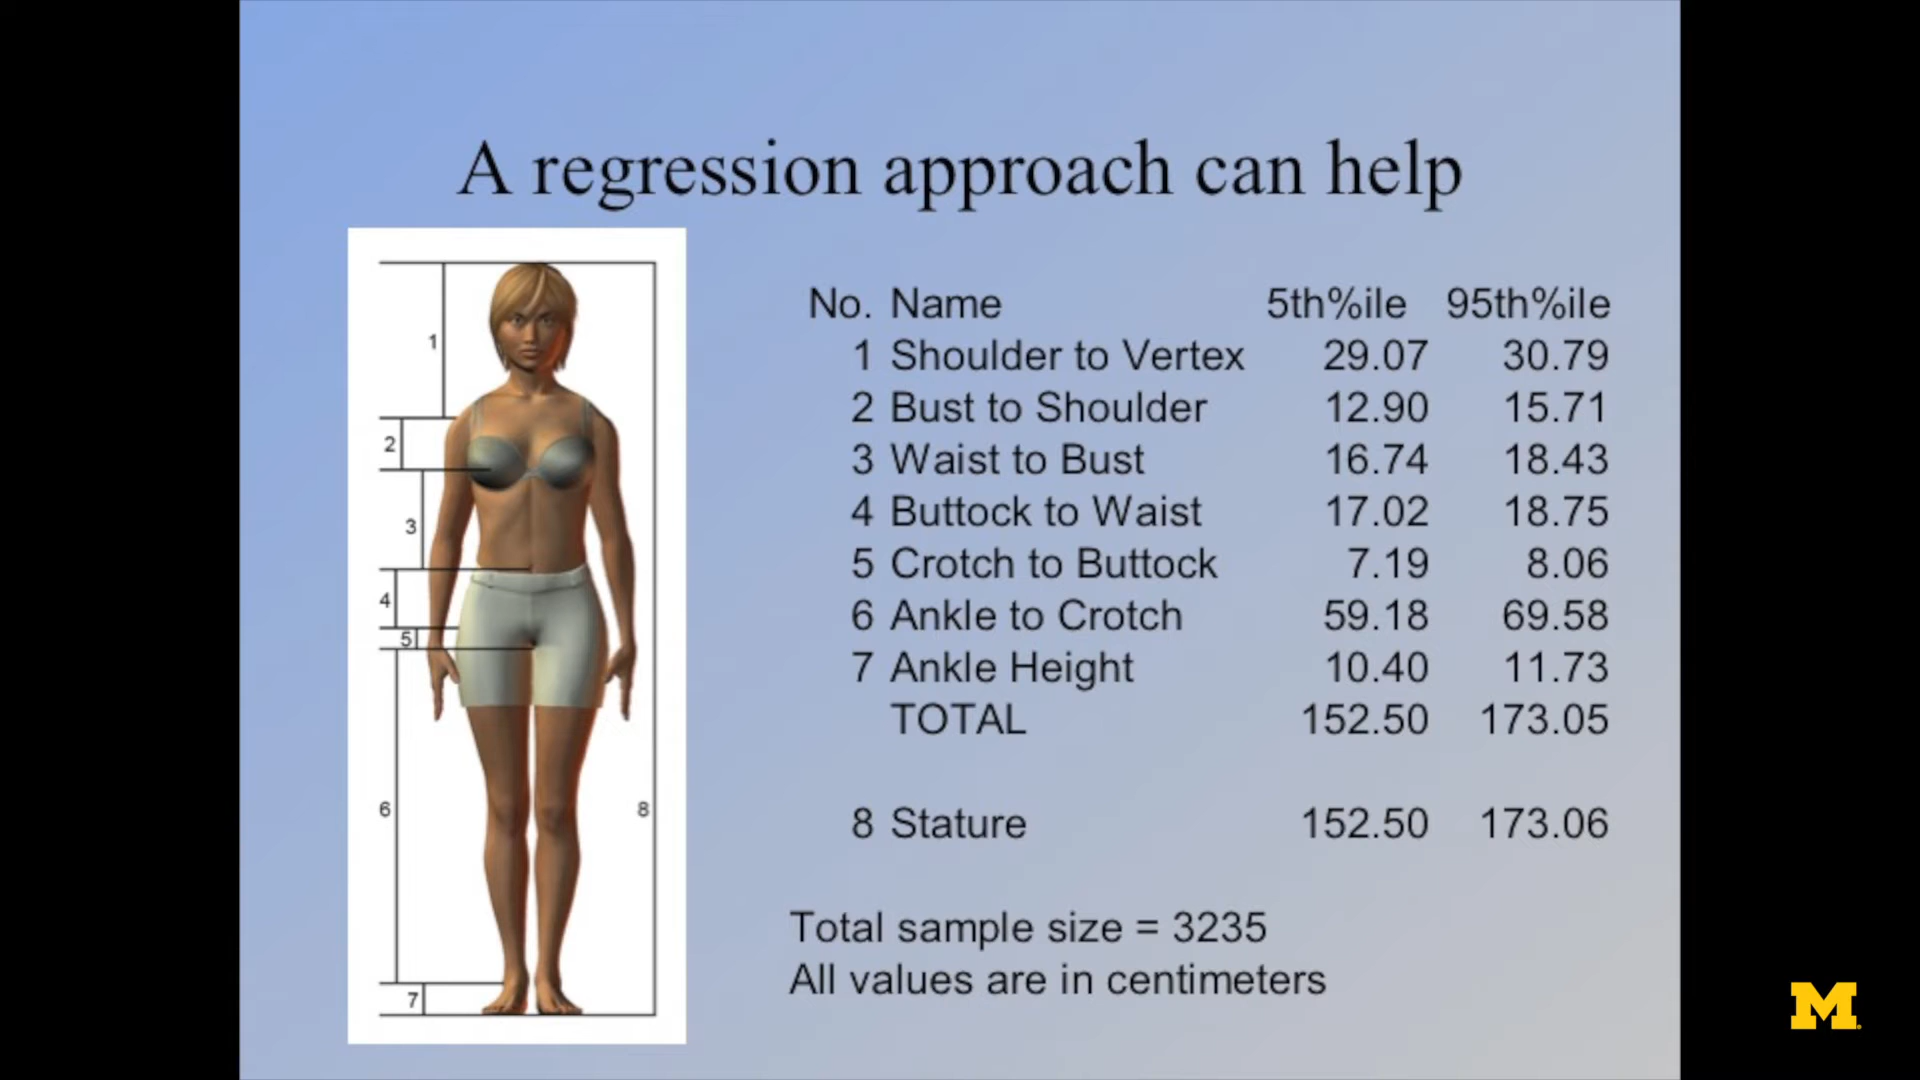 A regression approach can help
No. Name 5th%ile 95th%ile
1 Shoulder to Vertex 29.07 30.79
2 Bust to Shoulder 12.90 15.71
3 Waist to Bust 16.74 18.43
4 Buttock to Waist 17.02 18.75
5 Crotch to Buttock 7.19 8.06
6 Ankle to Crotch 59.18 69.58
7 Ankle Height 10.40 11.73
TOTAL 152.50 173.05
8 Stature 152.50 173.06
Total sample size = 3235
All values are in centimeters
1
2
3
4
5
6
8
7
M